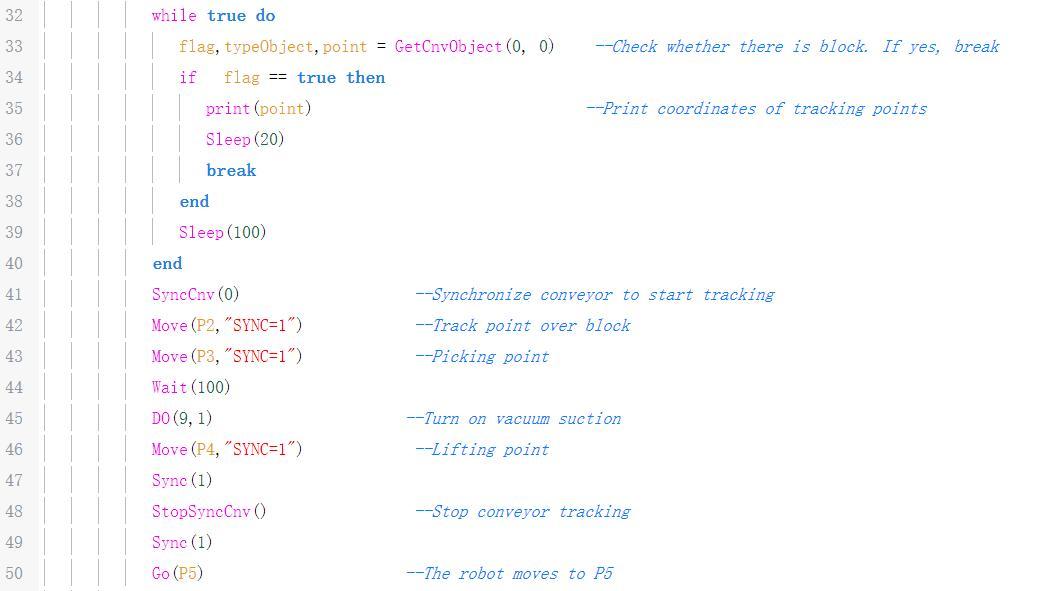 32 while true do
33 flag,typeObject,point = GetCnvObject(0, 0) --Check whether there is block. If yes, break
34 if flag == true then
35 print(point) --Print coordinates of tracking points
36 Sleep(20)
37 break
38 end
39 Sleep(100)
40 end
41 SyncCnv(0) --Synchronize conveyor to start tracking
42 Move(P2,"SYNC=1") --Track point over block
43 Move(P3,"SYNC=1") --Picking point
44 Wait(100)
45 DO(9,1) --Turn on vacuum suction
46 Move(P4,"SYNC=1") --Lifting point
47 Sync(1)
48 StopSyncCnv() --Stop conveyor tracking
49 Sync(1)
50 Go(P5) --The robot moves to P5